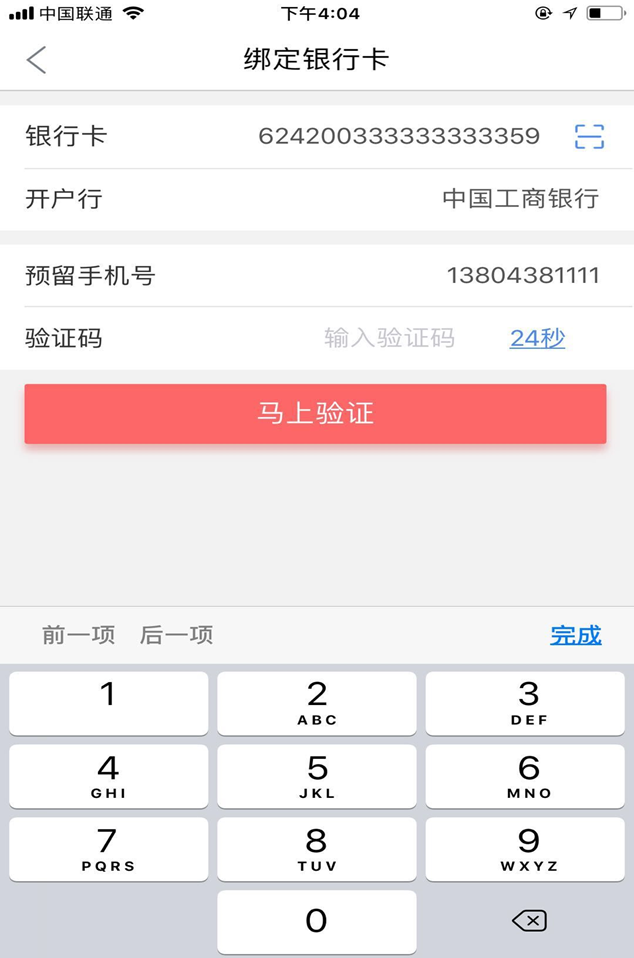 中国联通 下午4:04
绑定银行卡
银行卡 624200333333333359
开户行 中国工商银行
预留手机号 13804381111
验证码 输入验证码 24秒
马上验证
前一项 后一项 完成
1 2 3
ABC DEF
4 5 6
GHI JKL MNO
7 8 9
PQRS TUV WXYZ
0